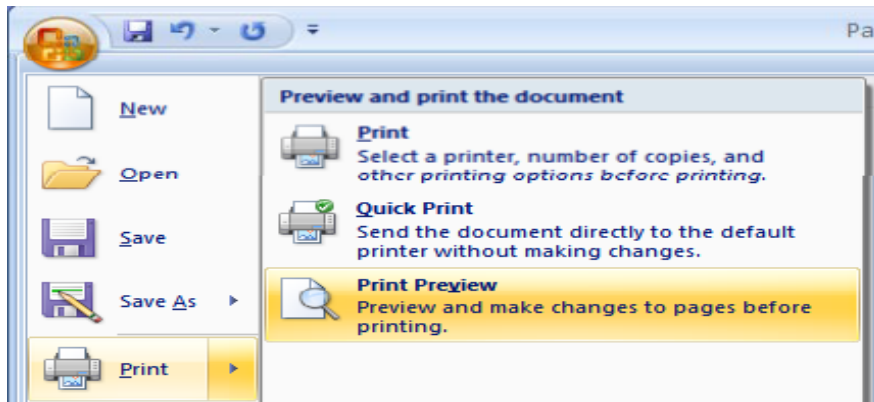 Pa
New
Open
Save
Save As
Print
Preview and print the document
Print
Select a printer, number of copies, and
other printing options before printing.
Quick Print
Send the document directly to the default
printer without making changes.
Print Preview
Preview and make changes to pages before
printing.